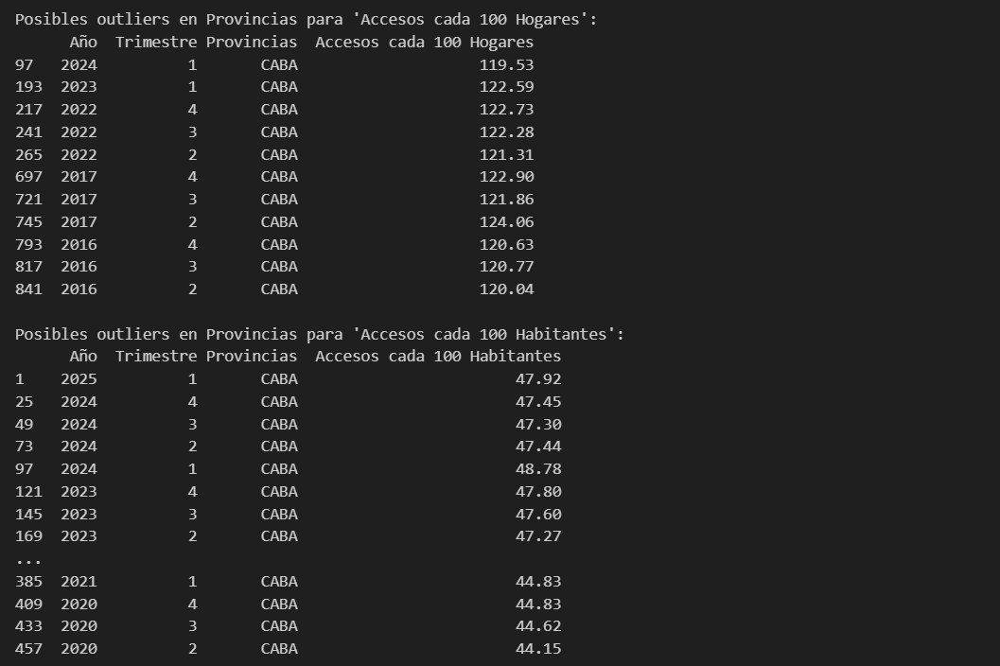 Posibles outliers en Provincias para 'Accesos cada 100 Hogares':
Año Trimestre Provincias Accesos cada 100 Hogares
97 2024 1 CABA 119.53
193 2023 1 CABA 122.59
217 2022 4 CABA 122.73
241 2022 3 CABA 122.28
265 2022 2 CABA 121.31
697 2017 4 CABA 122.90
721 2017 3 CABA 121.86
745 2017 2 CABA 124.06
793 2016 4 CABA 120.63
817 2016 3 CABA 120.77
841 2016 2 CABA 120.04
Posibles outliers en Provincias para 'Accesos cada 100 Habitantes':
Año Trimestre Provincias Accesos cada 100 Habitantes
1 2025 1 CABA 47.92
25 2024 4 CABA 47.45
49 2024 3 CABA 47.30
73 2024 2 CABA 47.44
97 2024 1 CABA 48.78
121 2023 4 CABA 47.80
145 2023 3 CABA 47.60
169 2023 2 CABA 47.27
...
385 2021 1 CABA 44.83
409 2020 4 CABA 44.83
433 2020 3 CABA 44.62
457 2020 2 CABA 44.15